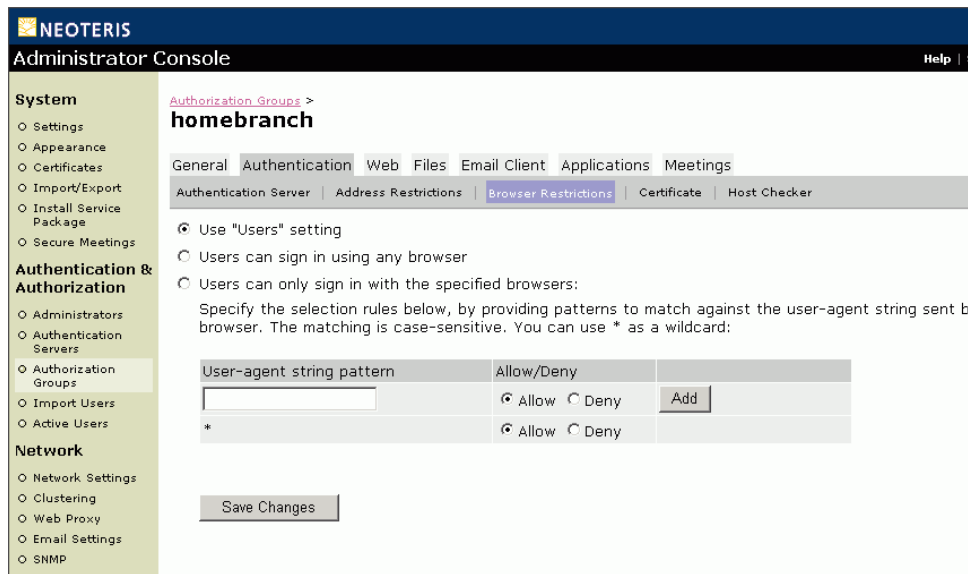 NEOTERIS
Administrator Console
Help |
System
Settings
Appearance
Certificates
Import/Export
Install Service
Package
Secure Meetings
Authentication &
Authorization
Administrators
Authentication
Servers
Authorization
Groups
Import Users
Active Users
Network
Network Settings
Clustering
Web Proxy
Email Settings
SNMP
Authorization Groups >
homebranch
General Authentication Web Files Email Client Applications Meetings
Authentication Server | Address Restrictions | Browser Restrictions | Certificate | Host Checker
Use "Users" setting
Users can sign in using any browser
Users can only sign in with the specified browsers:
Specify the selection rules below, by providing patterns to match against the user-agent string sent
browser. The matching is case-sensitive. You can use * as a wildcard:
User-agent string pattern Allow/Deny
Allow Deny Add
* Allow Deny
Save Changes